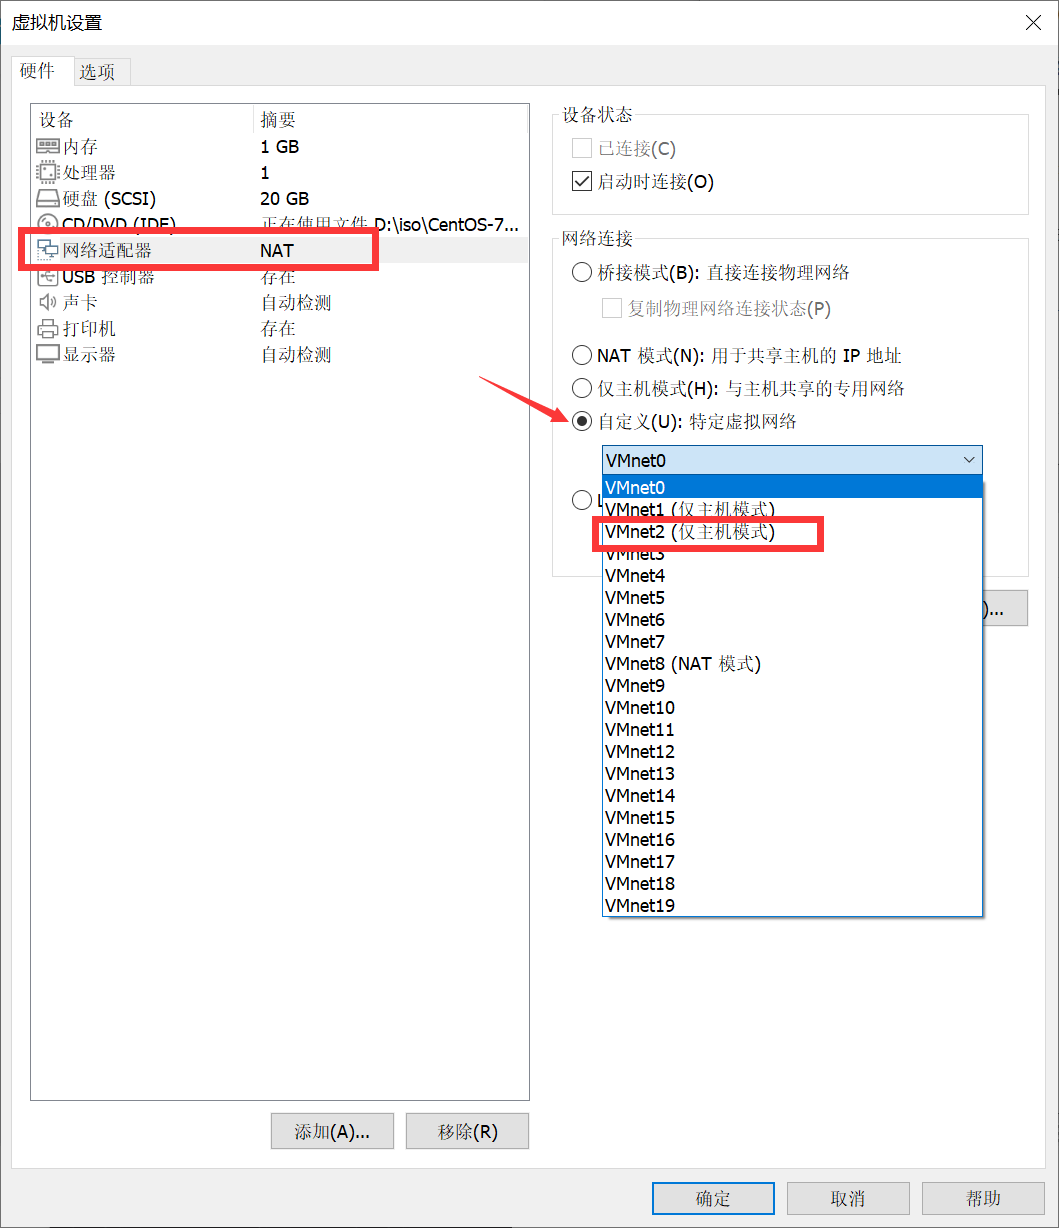 虚拟机设置
硬件 选项
设备 摘要
内存 1 GB
处理器 1
硬盘 (SCSI) 20 GB
CD/DVD (IDE) 正在使用文件 D:\iso\CentOS-7...
网络适配器 NAT
USB 控制器 存在
声卡 自动检测
打印机 存在
显示器 自动检测
添加(A)... 移除(R)
设备状态
已连接(C)
启动时连接(O)
网络连接
桥接模式(B): 直接连接物理网络
复制物理网络连接状态(P)
NAT 模式(N): 用于共享主机的 IP 地址
仅主机模式(H): 与主机共享的专用网络
自定义(U): 特定虚拟网络
VMnet0
VMnet0
VMnet1 (仅主机模式)
VMnet2 (仅主机模式)
VMnet3
VMnet4
VMnet5
VMnet6
VMnet7
VMnet8 (NAT 模式)
VMnet9
VMnet10
VMnet11
VMnet12
VMnet13
VMnet14
VMnet15
VMnet16
VMnet17
VMnet18
VMnet19
)...
确定 取消 帮助